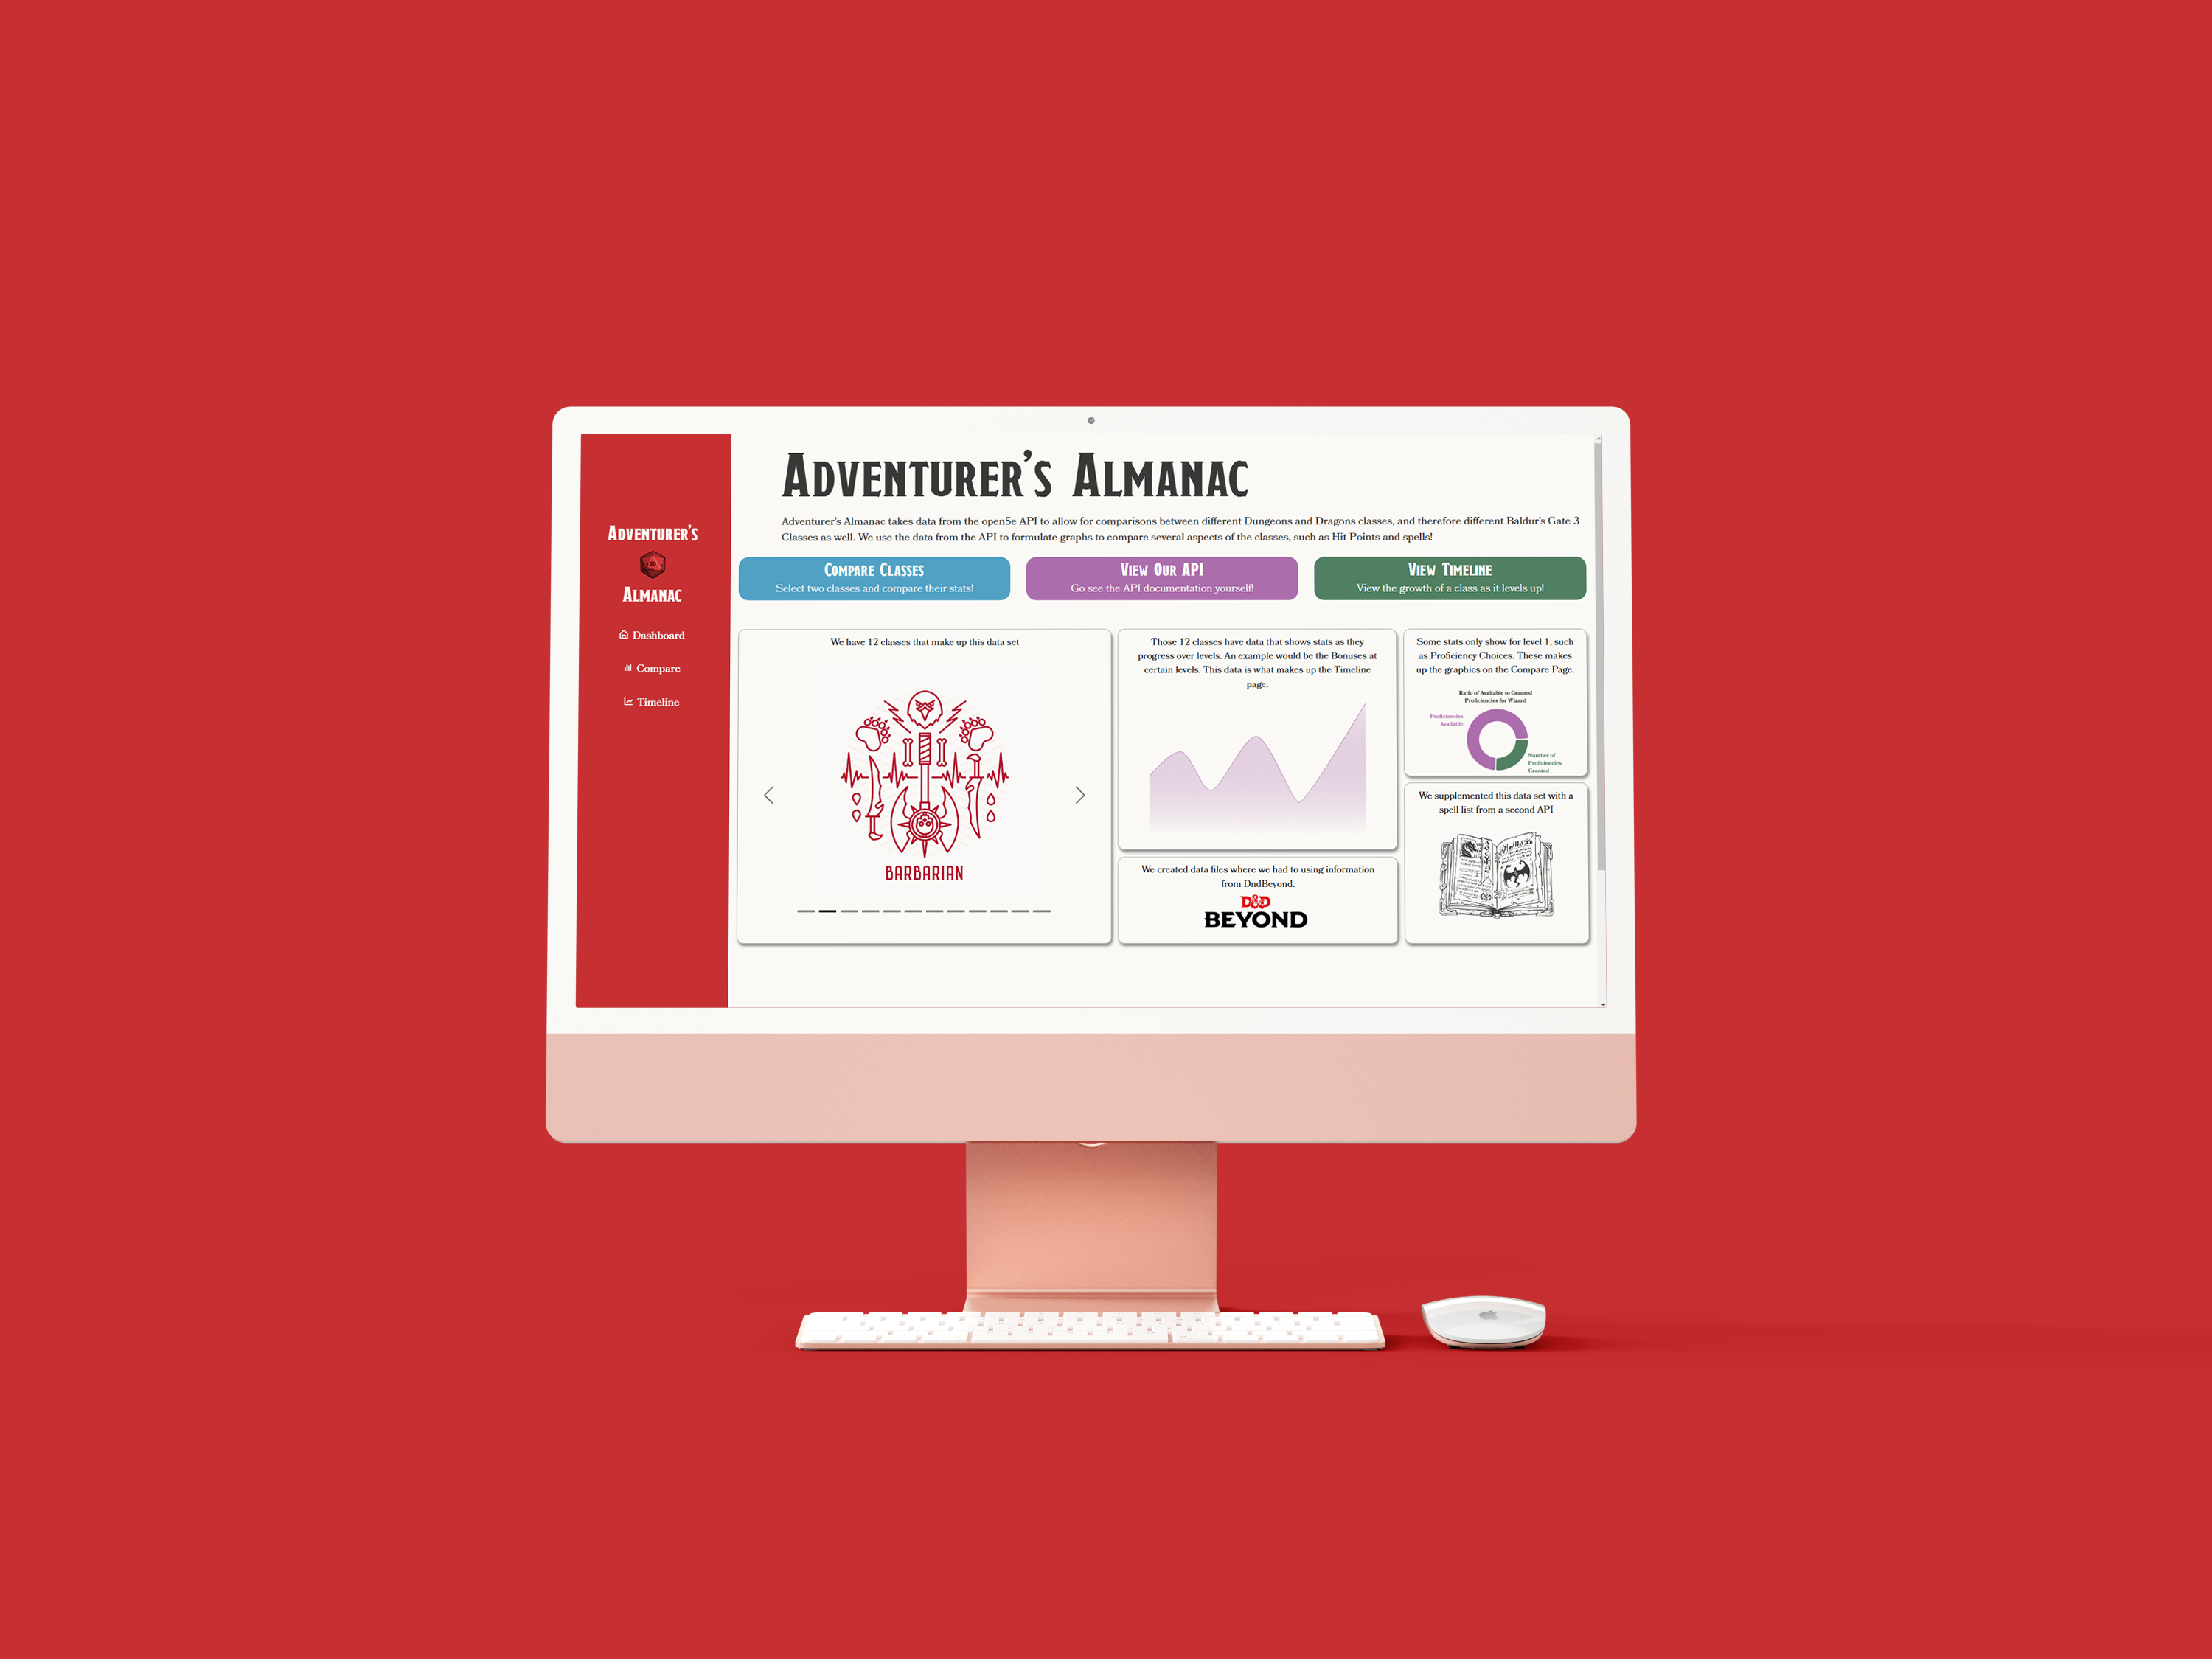 Adventurer's
20
Almanac
Dashboard
Compare
Timeline
Adventurer's Almanac
Adventurer's Almanac takes data from the open5e API to allow for comparisons between different Dungeons and Dragons classes, and therefore different Baldur's Gate 3
Classes as well. We use the data from the API to formulate graphs to compare several aspects of the classes, such as Hit Points and spells!
Compare Classes
Select two classes and compare their stats!
View Our API
Go see the API documentation yourself!
View Timeline
View the growth of a class as it levels up!
We have 12 classes that make up this data set
BARBARIAN
Those 12 classes have data that shows stats as they
progress over levels. An example would be the Bonuses at
certain levels. This data is what makes up the Timeline
page.
We created data files where we had to using information
from DndBeyond.
D&D
BEYOND
Some stats only show for level 1, such
as Proficiency Choices. These makes
up the graphics on the Compare Page.
Ratio of Available to Granted
Proficiencies for Wizard
Proficiencies
Available
Number of
Proficiencies
Granted
We supplemented this data set with a
spell list from a second API